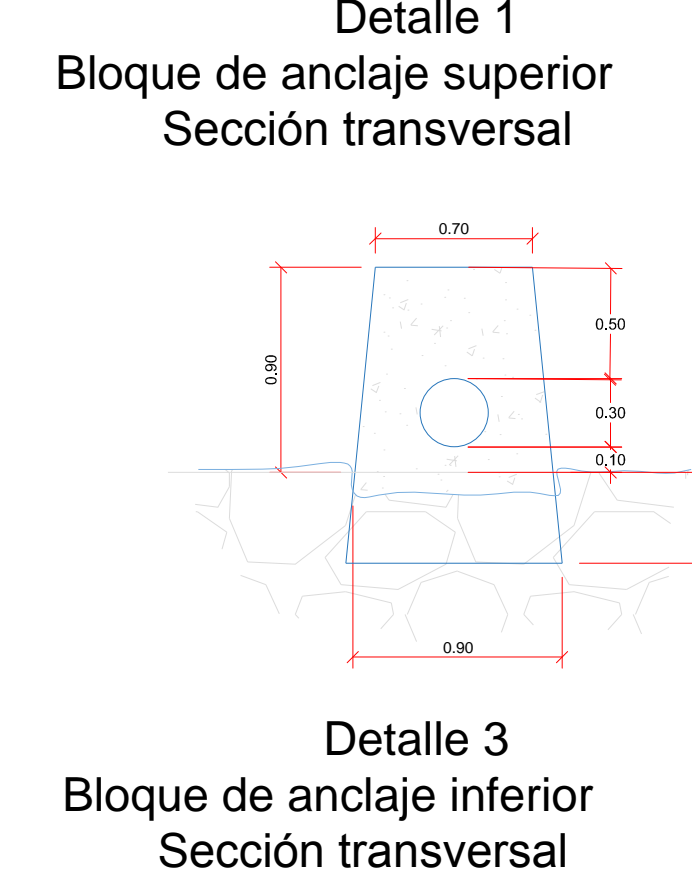 Detalle 1
Bloque de anclaje superior
Sección transversal
0.70
0.50
0.90
0.30
0.10
0.90
Detalle 3
Bloque de anclaje inferior
Sección transversal